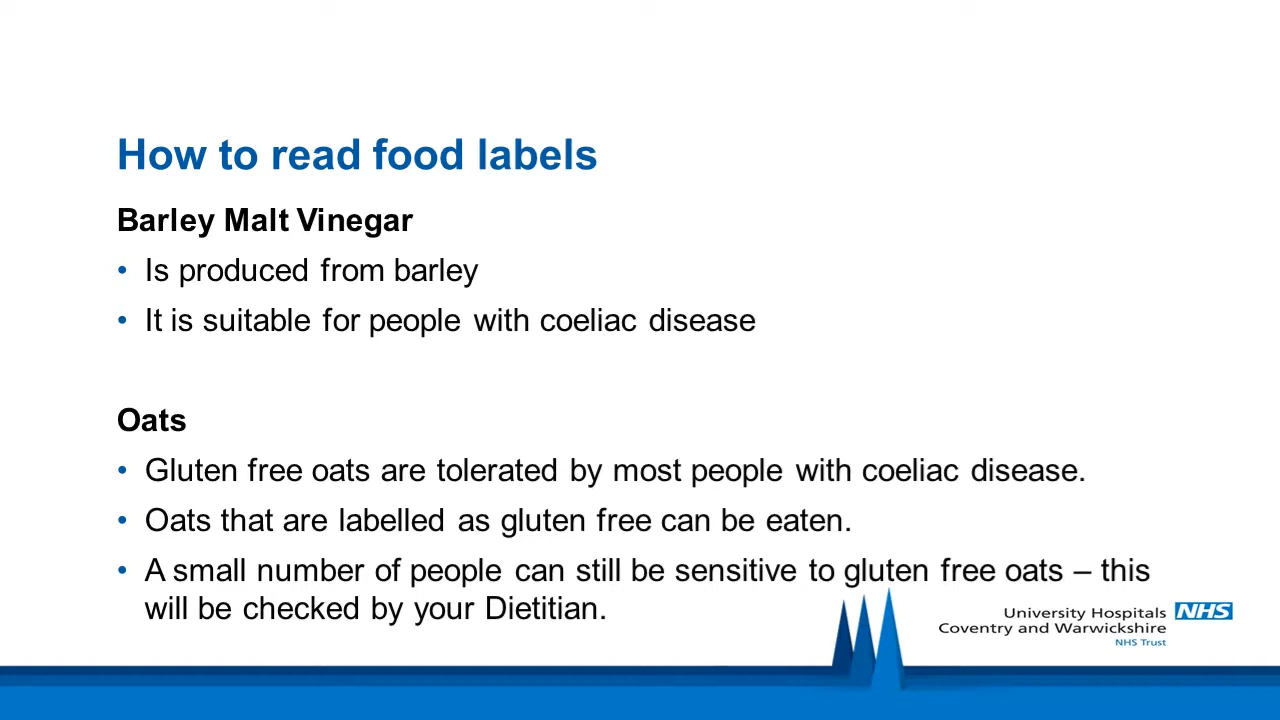 How to read food labels
Barley Malt Vinegar
• Is produced from barley
• It is suitable for people with coeliac disease
Oats
• Gluten free oats are tolerated by most people with coeliac disease.
• Oats that are labelled as gluten free can be eaten.
• A small number of people can still be sensitive to gluten free oats – this
will be checked by your Dietitian.
University Hospitals NHS
Coventry and Warwickshire
NHS Trust